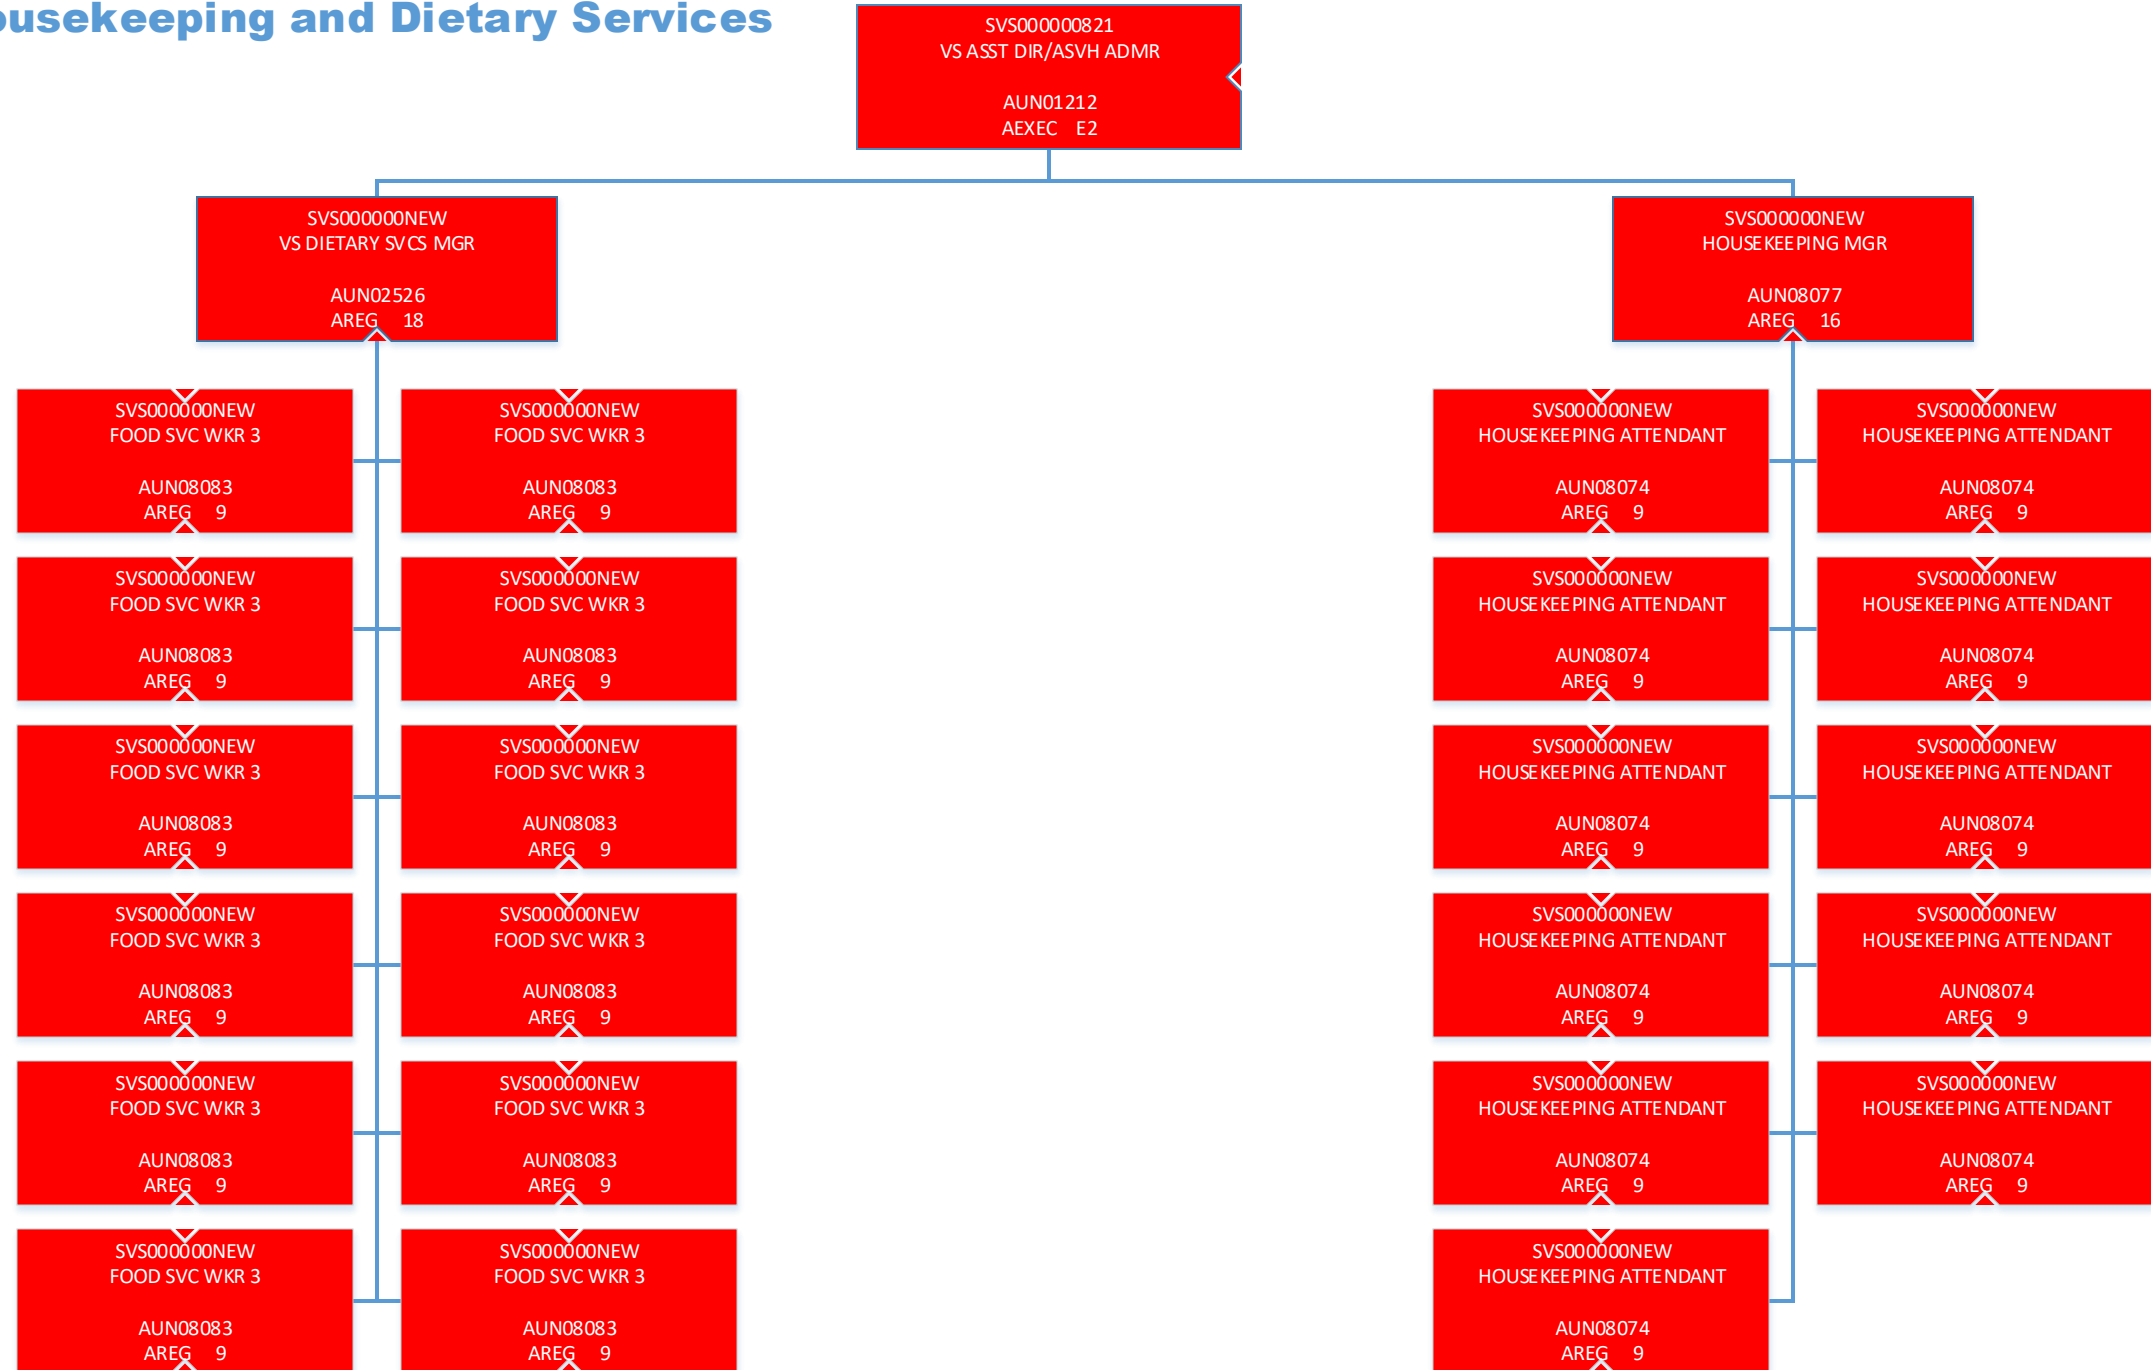 ousekeeping and Dietary Services
SVS000000821
VS ASST DIR/ASVH ADMR
AUN01212
AEXEC E2
SVS000000NEW
VS DIETARY SVCS MGR
AUN02526
AREG 18
SVS000000NEW
HOUSEKEEPING MGR
AUN08077
AREG 16
SVS000000NEW
FOOD SVC WKR 3
AUN08083
AREG 9
SVS000000NEW
FOOD SVC WKR 3
AUN08083
AREG 9
SVS000000NEW
HOUSEKEEPING ATTENDANT
AUN08074
AREG 9
SVS000000NEW
HOUSEKEEPING ATTENDANT
AUN08074
AREG 9
SVS000000NEW
FOOD SVC WKR 3
AUN08083
AREG 9
SVS000000NEW
FOOD SVC WKR 3
AUN08083
AREG 9
SVS000000NEW
HOUSEKEEPING ATTENDANT
AUN08074
AREG 9
SVS000000NEW
HOUSEKEEPING ATTENDANT
AUN08074
AREG 9
SVS000000NEW
FOOD SVC WKR 3
AUN08083
AREG 9
SVS000000NEW
FOOD SVC WKR 3
AUN08083
AREG 9
SVS000000NEW
HOUSEKEEPING ATTENDANT
AUN08074
AREG 9
SVS000000NEW
HOUSEKEEPING ATTENDANT
AUN08074
AREG 9
SVS000000NEW
FOOD SVC WKR 3
AUN08083
AREG 9
SVS000000NEW
FOOD SVC WKR 3
AUN08083
AREG 9
SVS000000NEW
HOUSEKEEPING ATTENDANT
AUN08074
AREG 9
SVS000000NEW
HOUSEKEEPING ATTENDANT
AUN08074
AREG 9
SVS000000NEW
FOOD SVC WKR 3
AUN08083
AREG 9
SVS000000NEW
FOOD SVC WKR 3
AUN08083
AREG 9
SVS000000NEW
HOUSEKEEPING ATTENDANT
AUN08074
AREG 9
SVS000000NEW
HOUSEKEEPING ATTENDANT
AUN08074
AREG 9
SVS000000NEW
FOOD SVC WKR 3
AUN08083
AREG 9
SVS000000NEW
FOOD SVC WKR 3
AUN08083
AREG 9
SVS000000NEW
HOUSEKEEPING ATTENDANT
AUN08074
AREG 9